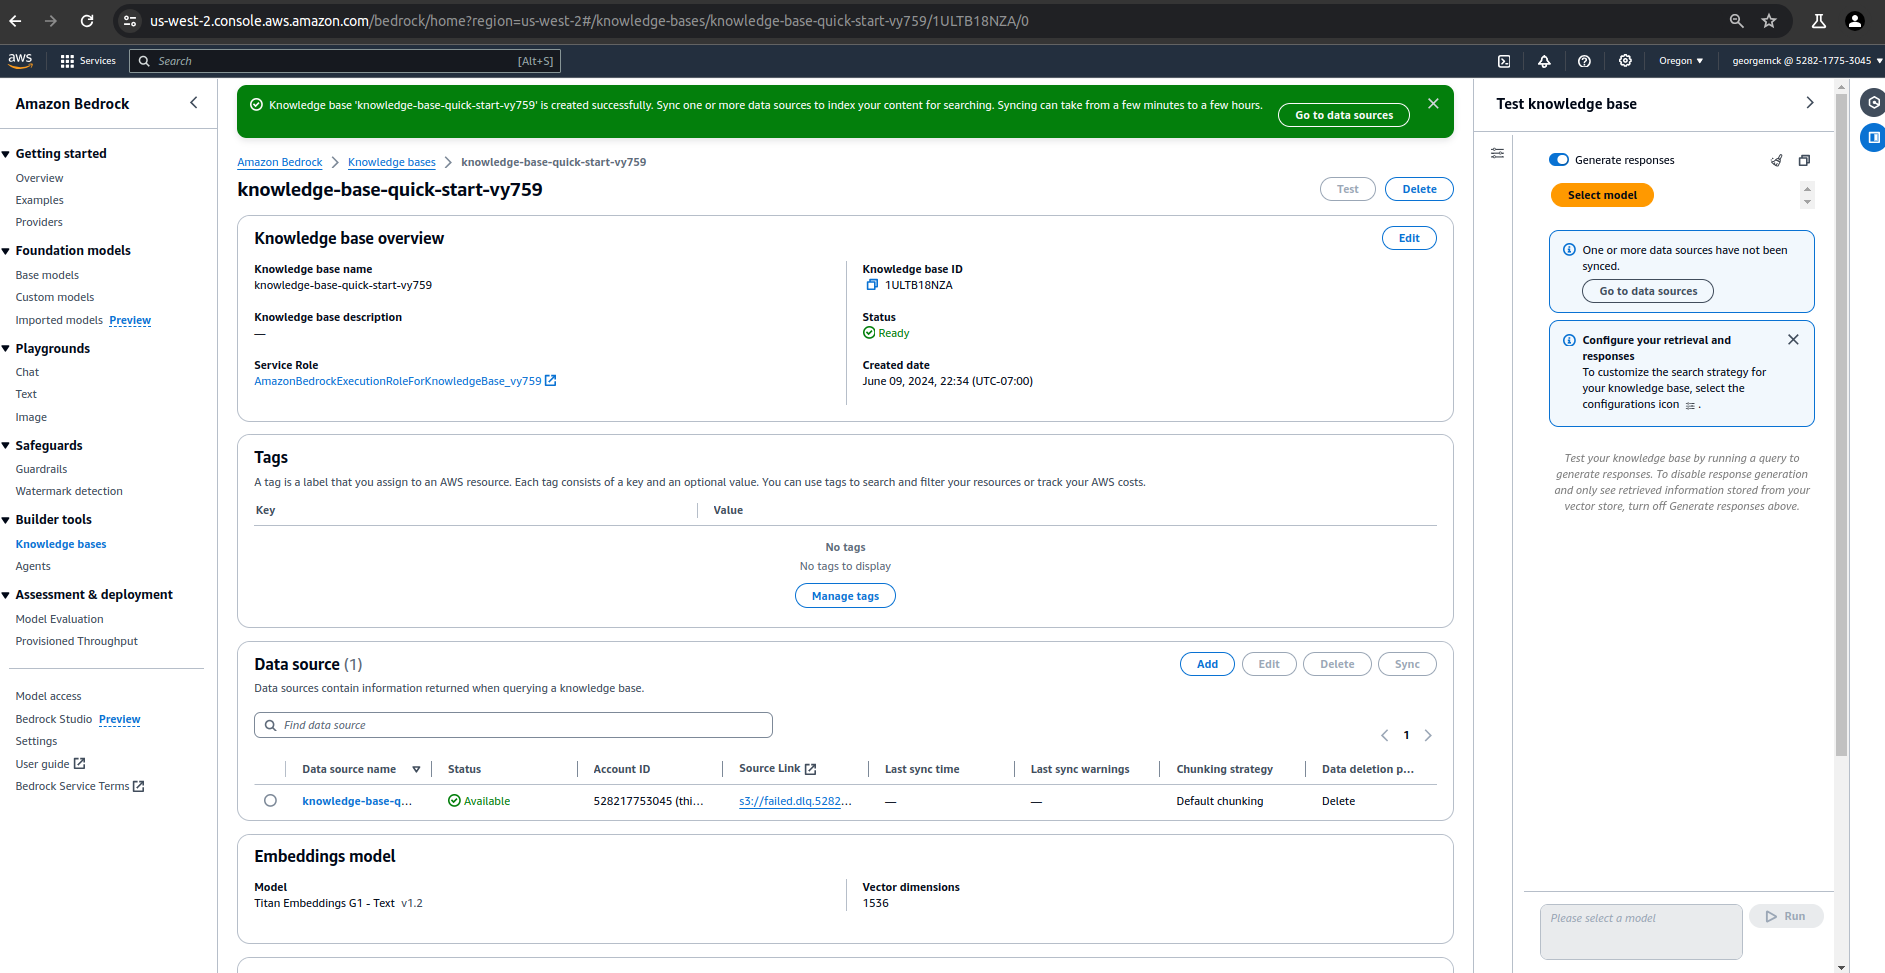 us-west-2.console.aws.amazon.com/bedrock/home?region=us-west-2#/knowledge-bases/knowledge-base-quick-start-vy759/1ULTB18NZA/0
aws
Services
Search
[Alt+S]
Oregon ▼
georgemck @ 5282-1775-3045 ▼
Amazon Bedrock
Getting started
Overview
Examples
Providers
Foundation models
Base models
Custom models
Imported models Preview
Playgrounds
Chat
Text
Image
Safeguards
Guardrails
Watermark detection
Builder tools
Knowledge bases
Agents
Assessment & deployment
Model Evaluation
Provisioned Throughput
Model access
Bedrock Studio Preview
Settings
User guide
Bedrock Service Terms
Knowledge base 'knowledge-base-quick-start-vy759' is created successfully. Sync one or more data sources to index your content for searching. Syncing can take from a few minutes to a few hours.
Go to data sources
Amazon Bedrock > Knowledge bases > knowledge-base-quick-start-vy759
knowledge-base-quick-start-vy759
Test
Delete
Knowledge base overview
Edit
Knowledge base name
knowledge-base-quick-start-vy759
Knowledge base description
—
Service Role
AmazonBedrockExecutionRoleForKnowledgeBase_vy759
Knowledge base ID
1ULTB18NZA
Status
Ready
Created date
June 09, 2024, 22:34 (UTC-07:00)
Tags
A tag is a label that you assign to an AWS resource. Each tag consists of a key and an optional value. You can use tags to search and filter your resources or track your AWS costs.
Key
Value
No tags
No tags to display
Manage tags
Data source (1)
Add
Edit
Delete
Sync
Data sources contain information returned when querying a knowledge base.
Find data source
1
Data source name
Status
Account ID
Source Link
Last sync time
Last sync warnings
Chunking strategy
Data deletion p...
knowledge-base-q...
Available
528217753045 (thi...
s3://failed.dlq.5282...
—
—
Default chunking
Delete
Embeddings model
Model
Titan Embeddings G1 - Text v1.2
Vector dimensions
1536
Test knowledge base
Generate responses
Select model
One or more data sources have not been
synced.
Go to data sources
Configure your retrieval and
responses
To customize the search strategy for
your knowledge base, select the
configurations icon .
Test your knowledge base by running a query to
generate responses. To disable response generation
and only see retrieved information stored from your
vector store, turn off Generate responses above.
Please select a model
Run